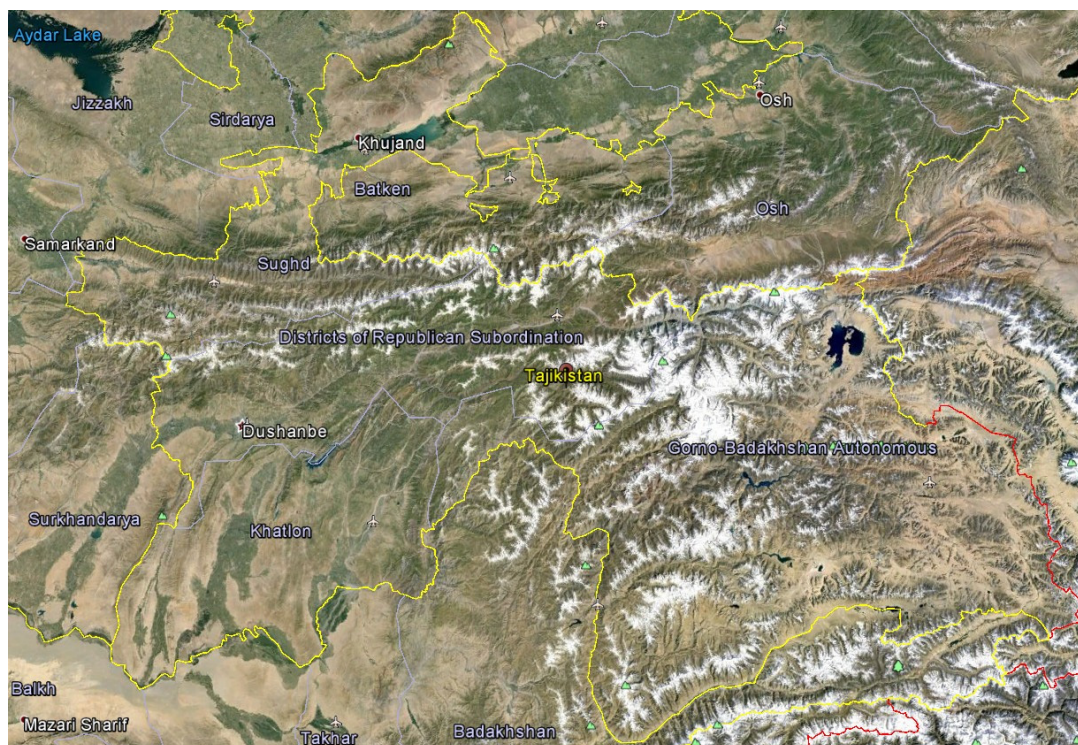 Aydar Lake
Jizzakh
Sirdarya
Osh
Khujand
Batken
Osh
Samarkand
Sughd
Districts of Republican Subordination
Tajikistan
Dushanbe
Gorno-Badakhshan Autonomous
Surkhandarya
Khatlon
Balkh
Mazari Sharif
Takhar
Badakhshan